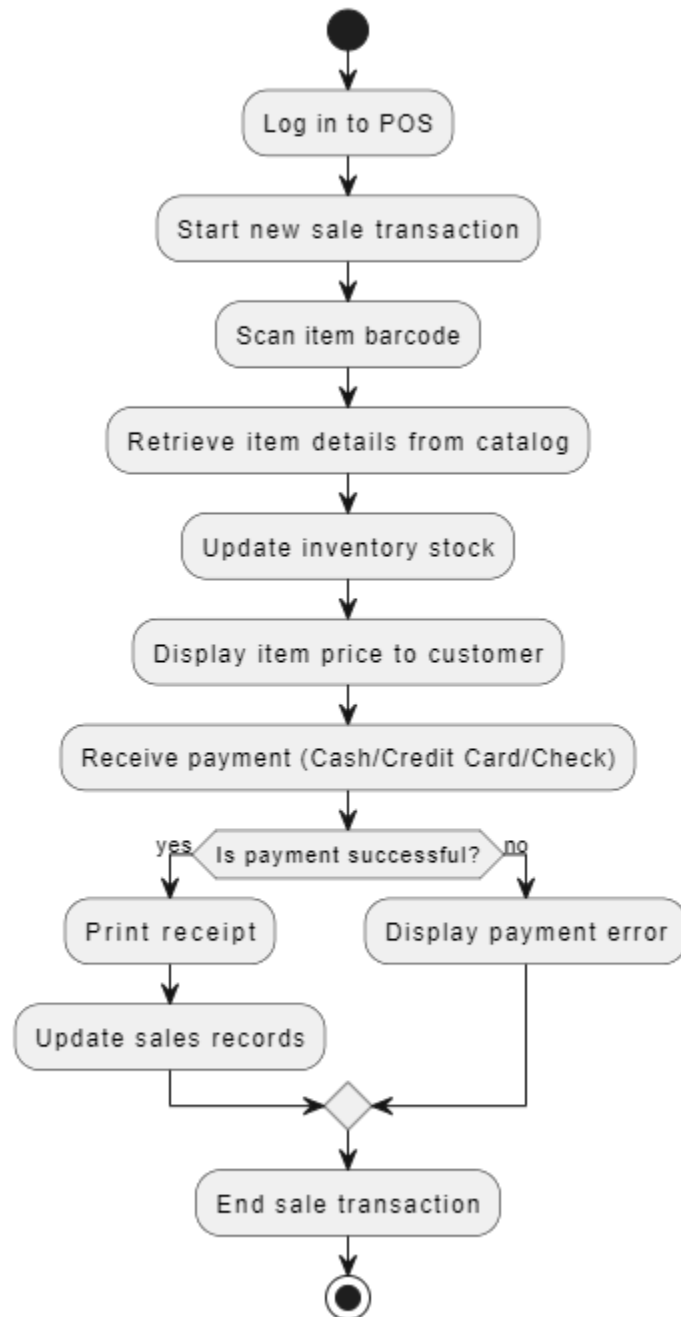 Log in to POS
Start new sale transaction
Scan item barcode
Retrieve item details from catalog
Update inventory stock
Display item price to customer
Receive payment (Cash/Credit Card/Check)
yes
Is payment successful?
no
Print receipt
Display payment error
Update sales records
End sale transaction